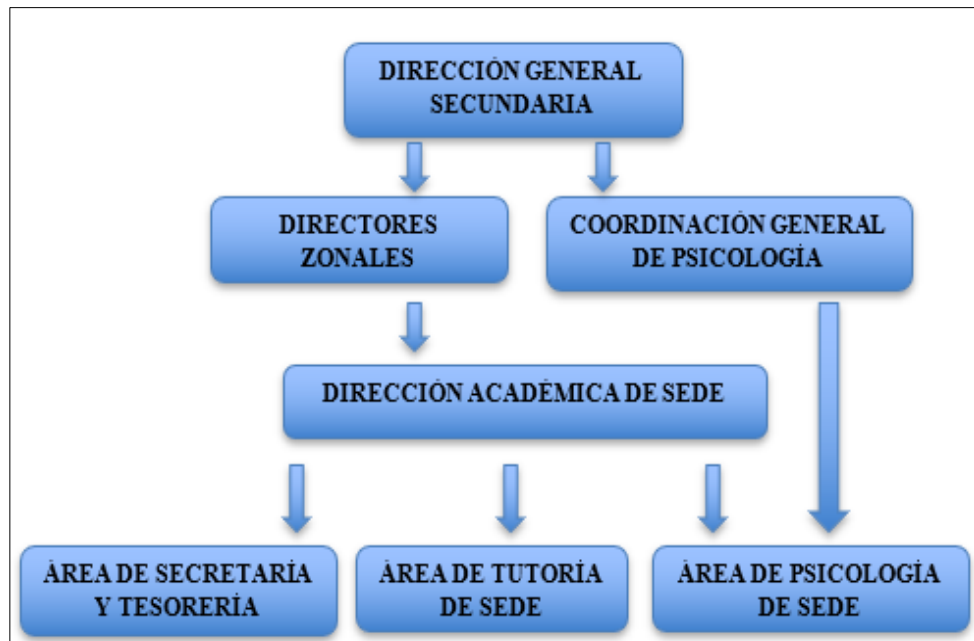 DIRECCIÓN GENERAL
SECUNDARIA
DIRECTORES
ZONALES
COORDINACIÓN GENERAL
DE PSICOLOGÍA
DIRECCIÓN ACADÉMICA DE SEDE
ÁREA DE SECRETARÍA
Y TESORERÍA
ÁREA DE TUTORÍA
DE SEDE
ÁREA DE PSICOLOGÍA
DE SEDE